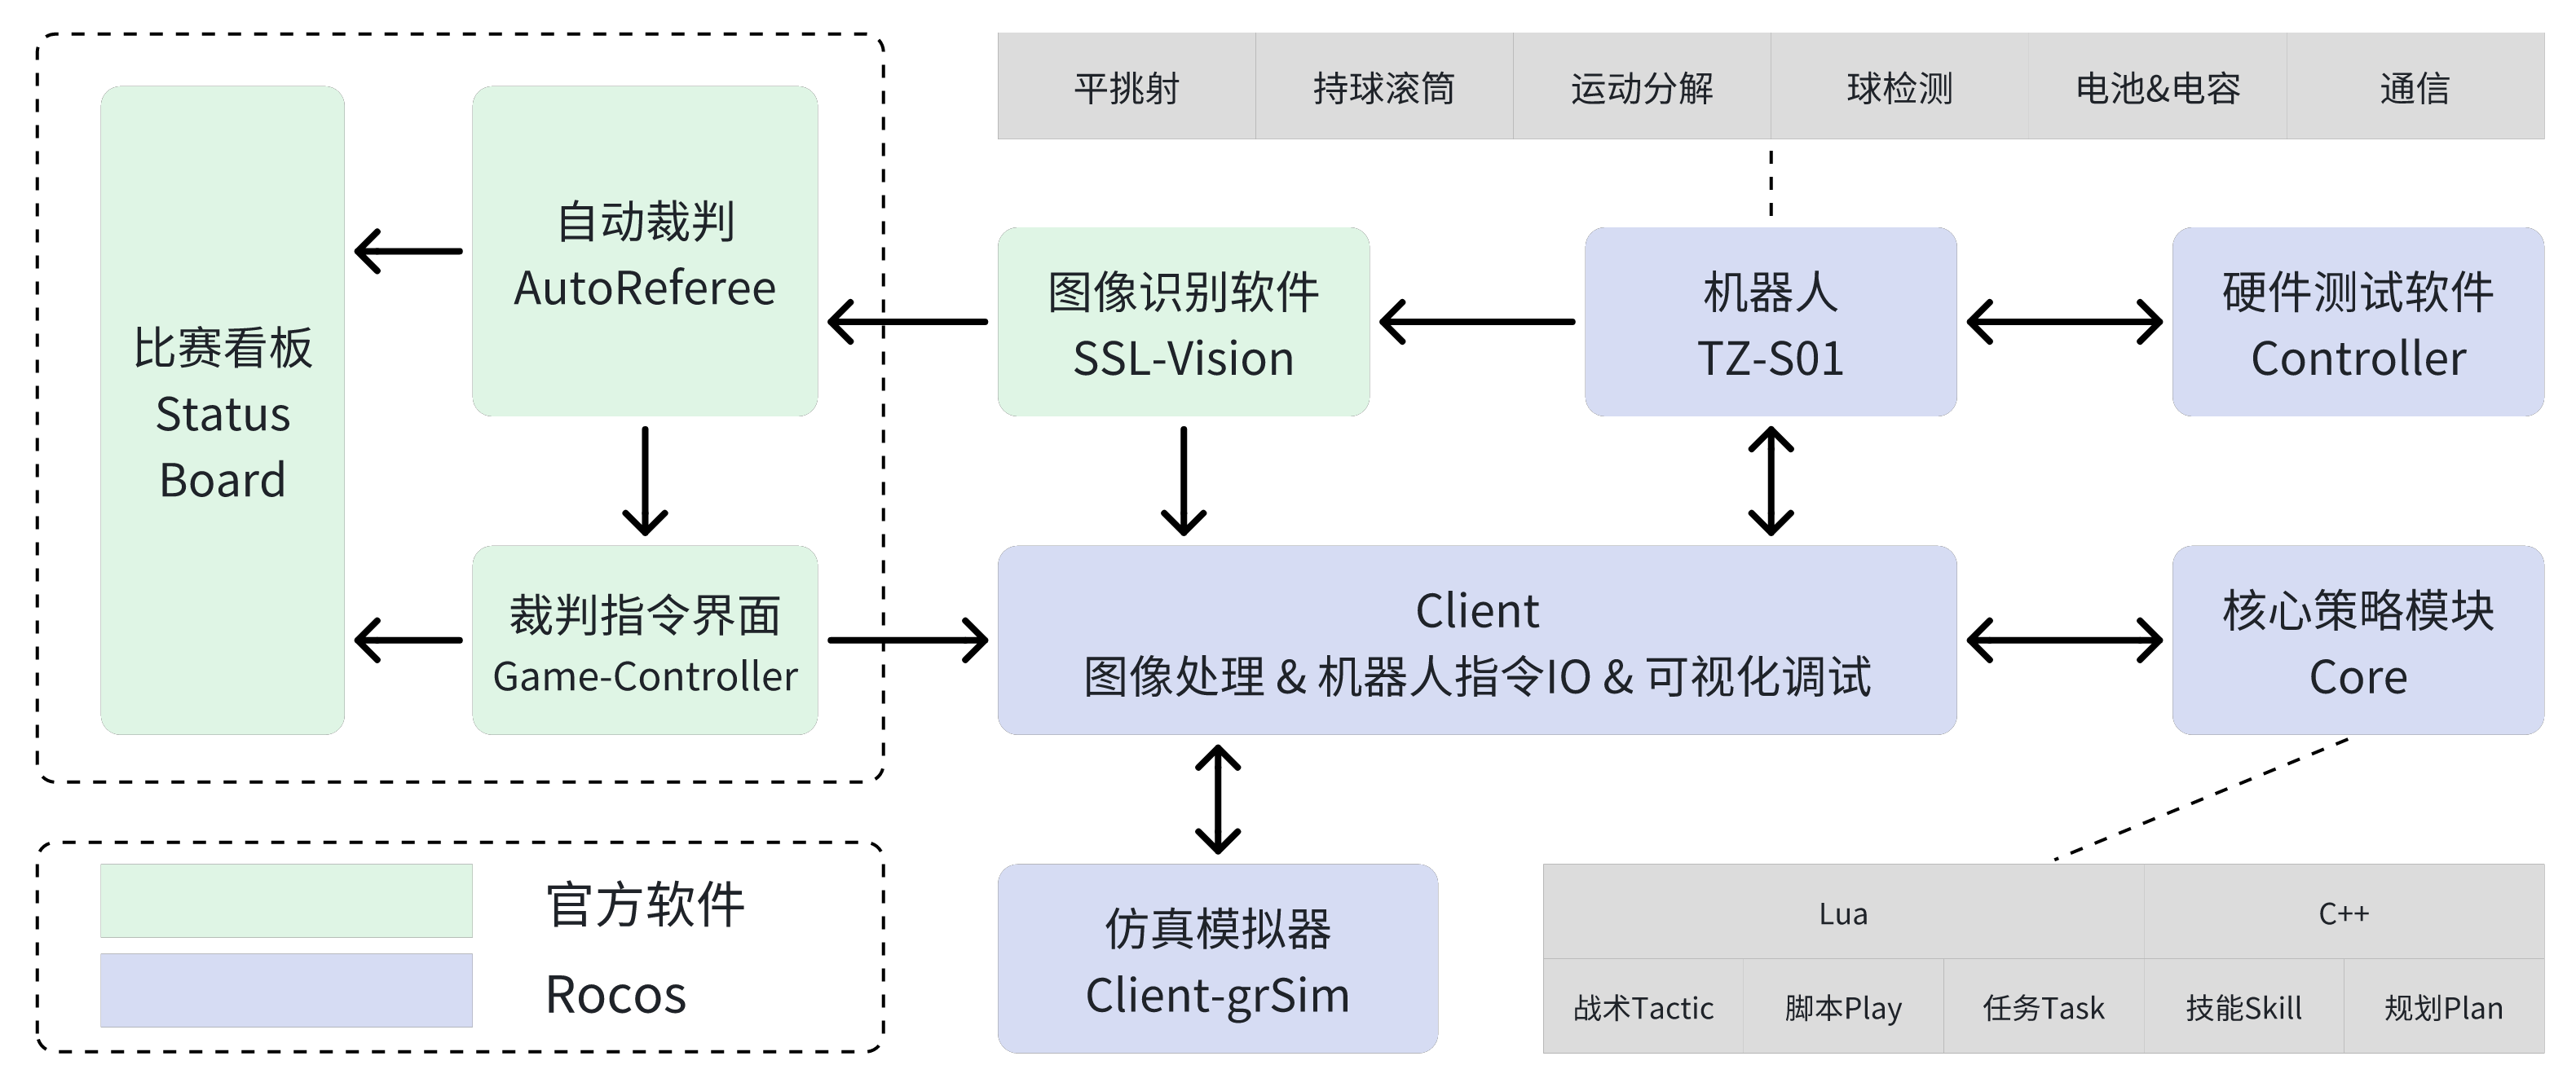 平挑射
持球滚筒
运动分解
球检测
电池&电容
通信
比赛看板
Status
Board
自动裁判
AutoReferee
图像识别软件
SSL-Vision
机器人
TZ-S01
硬件测试软件
Controller
裁判指令界面
Game-Controller
Client
图像处理 & 机器人指令IO & 可视化调试
核心策略模块
Core
官方软件
Rocos
仿真模拟器
Client-grSim
Lua
C++
战术Tactic
脚本Play
任务Task
技能Skill
规划Plan